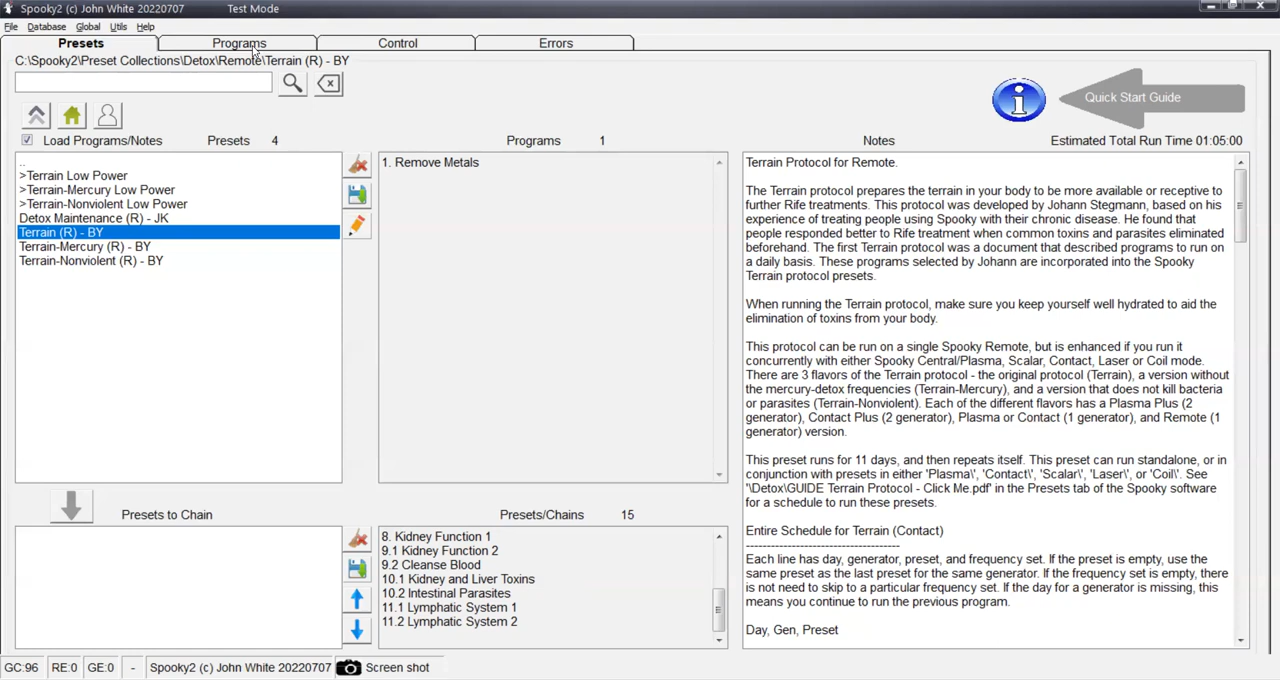 Spooky2 (c) John White 20220707 Test Mode
File Database Global Utils Help
Presets Programs Control Errors
C:\Spooky2\Preset Collections\Detox\Remote\Terrain (R) - BY
Quick Start Guide
Load Programs/Notes Presets 4 Programs 1 Notes Estimated Total Run Time 01:05:00
..
>Terrain Low Power
>Terrain-Mercury Low Power
>Terrain-Nonviolent Low Power
Detox Maintenance (R) - JK
Terrain (R) - BY
Terrain-Mercury (R) - BY
Terrain-Nonviolent (R) - BY
1. Remove Metals
Terrain Protocol for Remote.
The Terrain protocol prepares the terrain in your body to be more available or receptive to
further Rife treatments. This protocol was developed by Johann Stegmann, based on his
experience of treating people using Spooky with their chronic disease. He found that
people responded better to Rife treatment when common toxins and parasites eliminated
beforehand. The first Terrain protocol was a document that described programs to run on
a daily basis. These programs selected by Johann are incorporated into the Spooky
Terrain protocol presets.
When running the Terrain protocol, make sure you keep yourself well hydrated to aid the
elimination of toxins from your body.
This protocol can be run on a single Spooky Remote, but is enhanced if you run it
concurrently with either Spooky Central/Plasma, Scalar, Contact, Laser or Coil mode.
There are 3 flavors of the Terrain protocol - the original protocol (Terrain), a version without
the mercury-detox frequencies (Terrain-Mercury), and a version that does not kill bacteria
or parasites (Terrain-Nonviolent). Each of the different flavors has a Plasma Plus (2
generator), Contact Plus (2 generator), Plasma or Contact (1 generator), and Remote (1
generator) version.
This preset runs for 11 days, and then repeats itself. This preset can run standalone, or in
conjunction with presets in either 'Plasma\', 'Contact\', 'Scalar\', 'Laser\', or 'Coil\'. See
'\Detox\GUIDE Terrain Protocol - Click Me.pdf' in the Presets tab of the Spooky software
for a schedule to run these presets.
Entire Schedule for Terrain (Contact)
-------------------------------------
Each line has day, generator, preset, and frequency set. If the preset is empty, use the
same preset as the last preset for the same generator. If the frequency set is empty, there
is not need to skip to a particular frequency set. If the day for a generator is missing, this
means you continue to run the previous program.
Day, Gen, Preset
Presets to Chain Presets/Chains 15
8. Kidney Function 1
9.1 Kidney Function 2
9.2 Cleanse Blood
10.1 Kidney and Liver Toxins
10.2 Intestinal Parasites
11.1 Lymphatic System 1
11.2 Lymphatic System 2
GC:96 RE:0 GE:0 - Spooky2 (c) John White 20220707 Screen shot